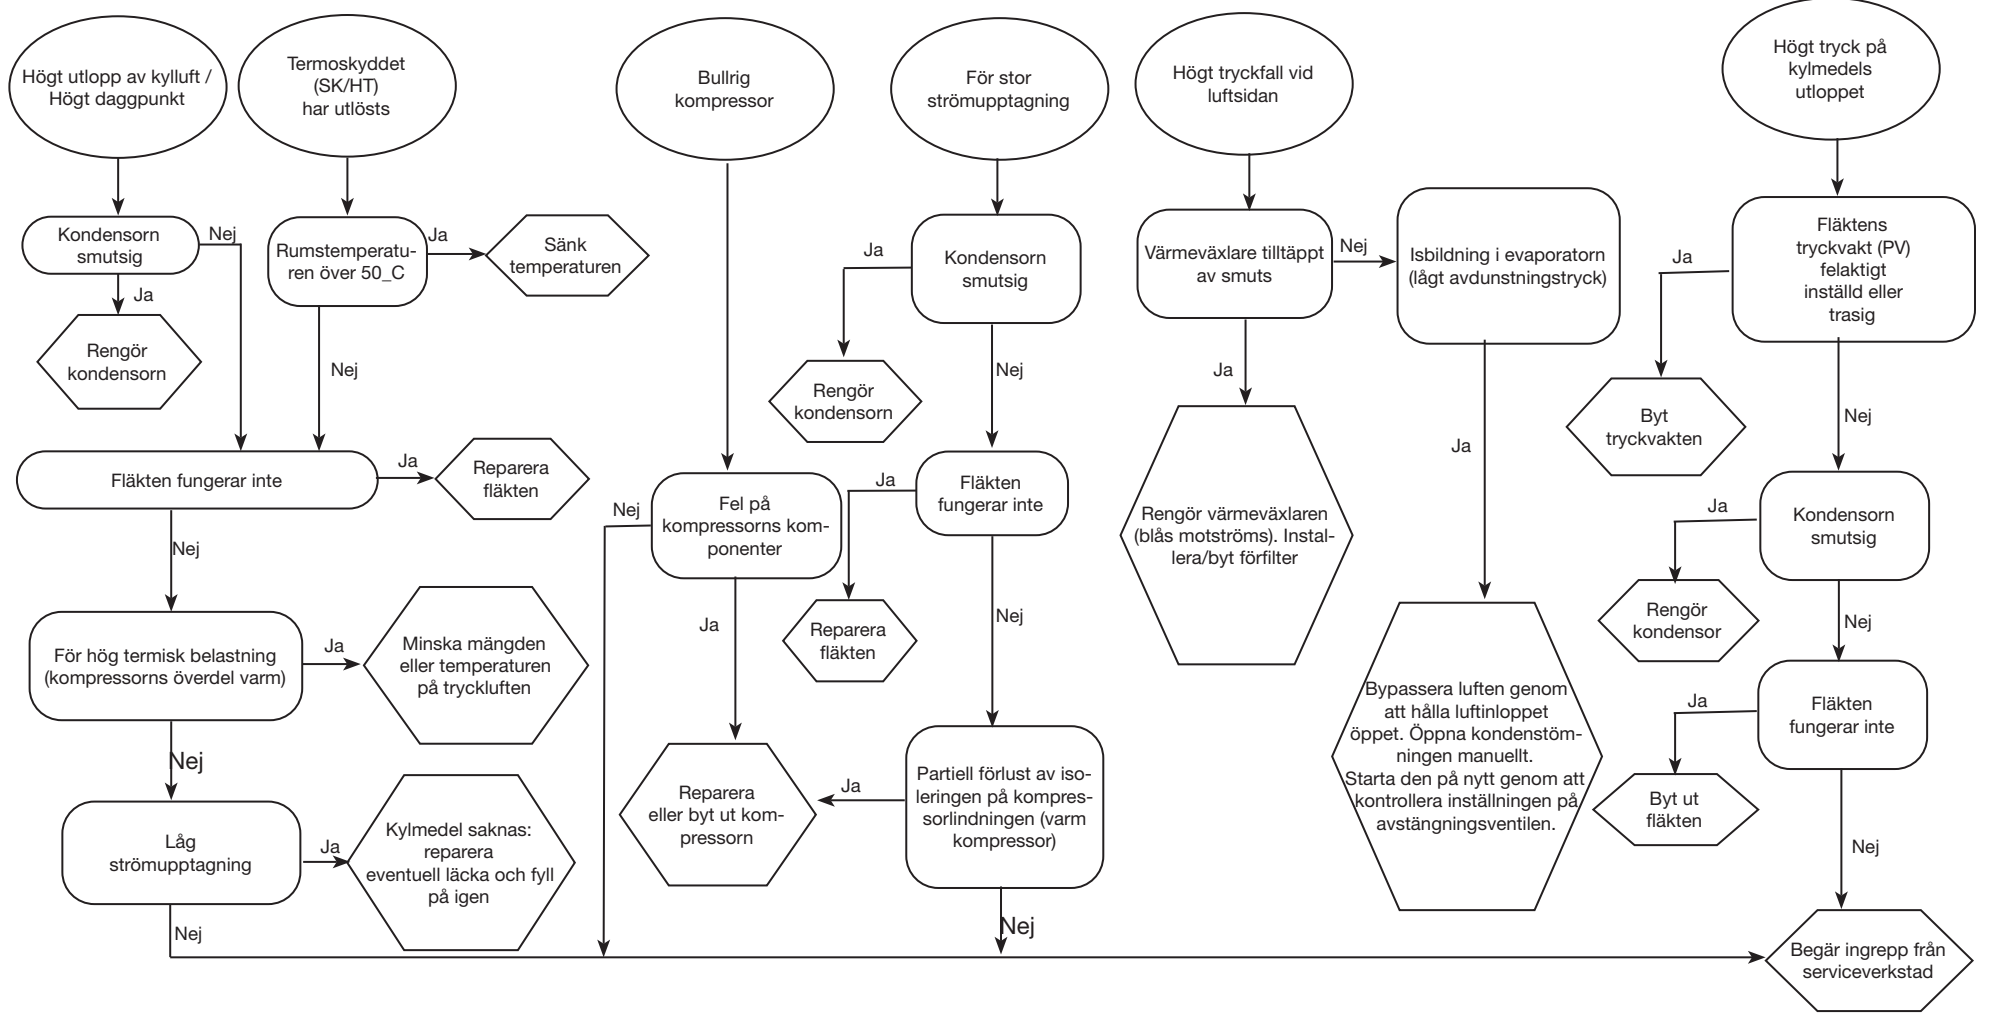 Högt utlopp av kylluft /
Högt daggpunkt
Termoskyddet
(SK/HT)
har utlösts
Bullrig
kompressor
För stor
strömupptagning
Högt tryckfall vid
luftsidan
Högt tryck på
kylmedels
utloppet
Kondensorn
smutsig
Nej
Ja
Rengör
kondensorn
Rumstemperatu-
ren över 50_C
Ja
Sänk
temperaturen
Nej
Fläkten fungerar inte
Ja
Reparera
fläkten
Nej
För hög termisk belastning
(kompressorns överdel varm)
Ja
Minska mängden
eller temperaturen
på tryckluften
Nej
Låg
strömupptagning
Ja
Kylmedel saknas:
reparera
eventuell läcka och fyll
på igen
Nej
Fel på
kompressorns kom-
ponenter
Nej
Ja
Reparera
eller byt ut kom-
pressorn
Kondensorn
smutsig
Ja
Rengör
kondensorn
Nej
Fläkten
fungerar inte
Ja
Reparera
fläkten
Nej
Partiell förlust av iso-
leringen på kompres-
sorlindningen (varm
kompressor)
Ja
Nej
Värmeväxlare tilltäppt
av smuts
Nej
Ja
Rengör värmeväxlaren
(blås motströms). Instal-
lera/byt förfilter
Isbildning i evaporatorn
(lågt avdunstningstryck)
Ja
Bypassera luften genom
att hålla luftinloppet
öppet. Öppna kondenstöm-
ningen manuellt.
Starta den på nytt genom att
kontrollera inställningen på
avstängningsventilen.
Fläktens
tryckvakt (PV)
felaktigt
inställd eller
trasig
Ja
Byt
tryckvakten
Nej
Kondensorn
smutsig
Ja
Rengör
kondensor
Nej
Fläkten
fungerar inte
Ja
Byt ut
fläkten
Nej
Begär ingrepp från
serviceverkstad